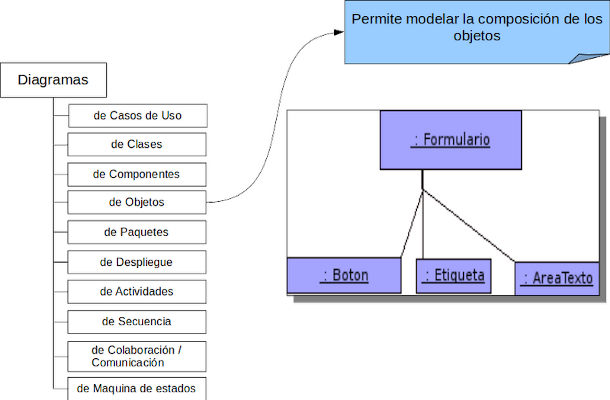 Permite modelar la composición de los
objetos
Diagramas
de Casos de Uso
de Clases
de Componentes
de Objetos
de Paquetes
de Despliegue
de Actividades
de Secuencia
de Colaboración /
Comunicación
de Maquina de estados
: Formulario
: Boton
: Etiqueta
: AreaTexto